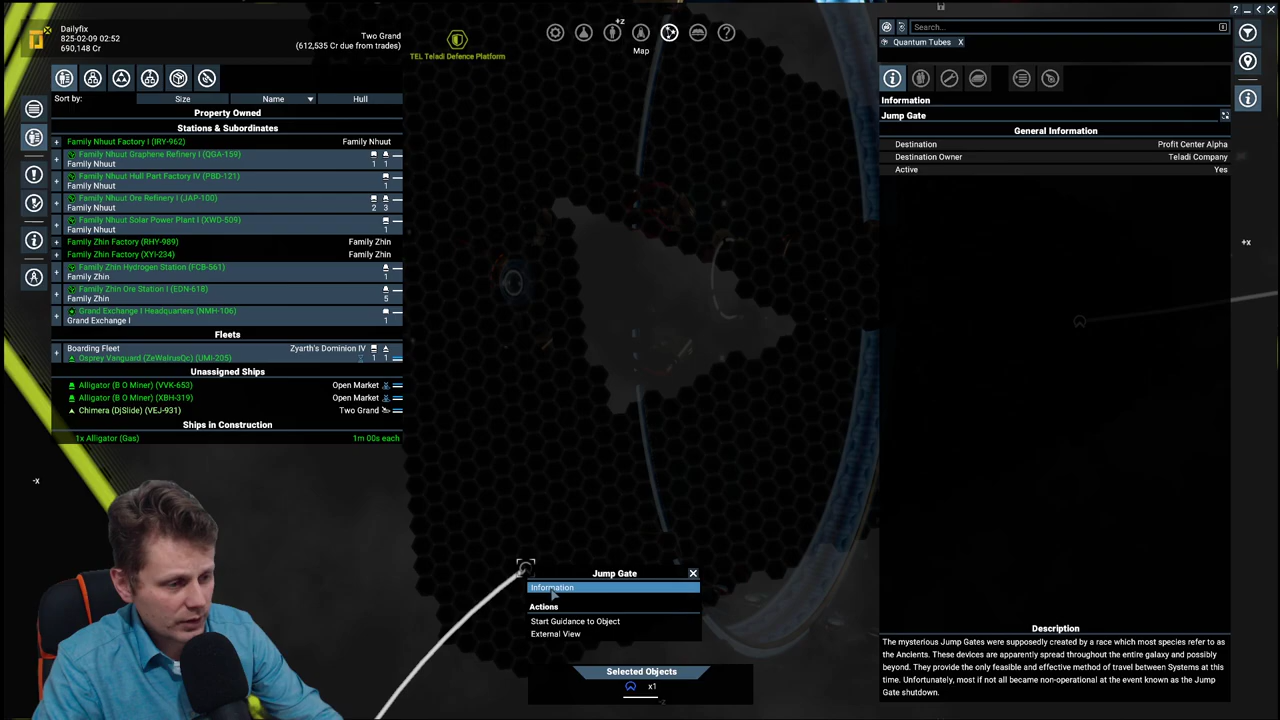 Dailyfix
825-02-09 02:52
690,148 Cr
Two Grand
(612,535 Cr due from trades)
TEL Teladi Defence Platform
+z
Map
Search...
Quantum Tubes X
Sort by:
Size
Name
Hull
Property Owned
Stations & Subordinates
Family Nhuut Factory I (IRY-962) Family Nhuut
Family Nhuut Graphene Refinery I (QGA-159)
Family Nhuut 1 1
Family Nhuut Hull Part Factory IV (PBD-121)
Family Nhuut 1
Family Nhuut Ore Refinery I (JAP-100)
Family Nhuut 2 3
Family Nhuut Solar Power Plant I (XWD-509)
Family Nhuut 1
Family Zhin Factory (RHY-989) Family Zhin
Family Zhin Factory (XYI-234) Family Zhin
Family Zhin Hydrogen Station (FCB-561)
Family Zhin 1
Family Zhin Ore Station I (EDN-618)
Family Zhin 5
Grand Exchange I Headquarters (NMH-106)
Grand Exchange I 1
Fleets
Boarding Fleet Zyarth's Dominion IV
Osprey Vanguard (ZeWalrusQc) (UMI-205) 1 1
Unassigned Ships
Alligator (B O Miner) (VVK-653) Open Market
Alligator (B O Miner) (XBH-319) Open Market
Chimera (DjSlide) (VEJ-931) Two Grand
Ships in Construction
1x Alligator (Gas) 1m 00s each
-x
Information
Jump Gate
General Information
Destination Profit Center Alpha
Destination Owner Teladi Company
Active Yes
+x
Jump Gate
Information
Actions
Start Guidance to Object
External View
Selected Objects
x1
-z
Description
The mysterious Jump Gates were supposedly created by a race which most species refer to as
the Ancients. These devices are apparently spread throughout the entire galaxy and possibly
beyond. They provide the only feasible and effective method of travel between Systems at this
time. Unfortunately, most if not all became non-operational at the event known as the Jump
Gate shutdown.